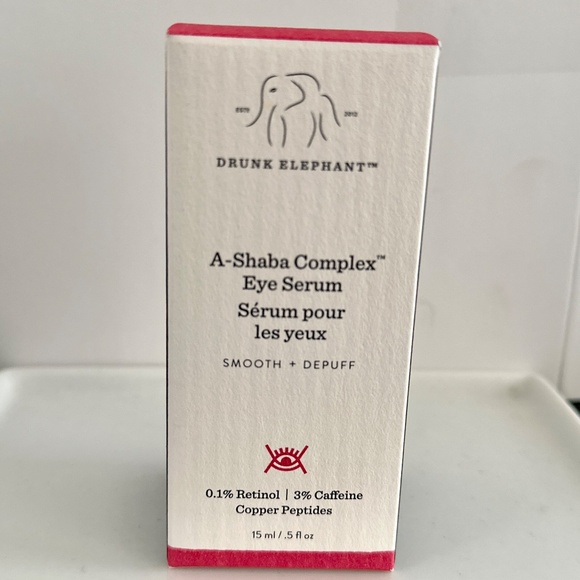 ESTD 2012
DRUNK ELEPHANT™
A-Shaba Complex™
Eye Serum
Sérum pour
les yeux
SMOOTH + DEPUFF
0.1% Retinol | 3% Caffeine
Copper Peptides
15 ml / .5 fl oz